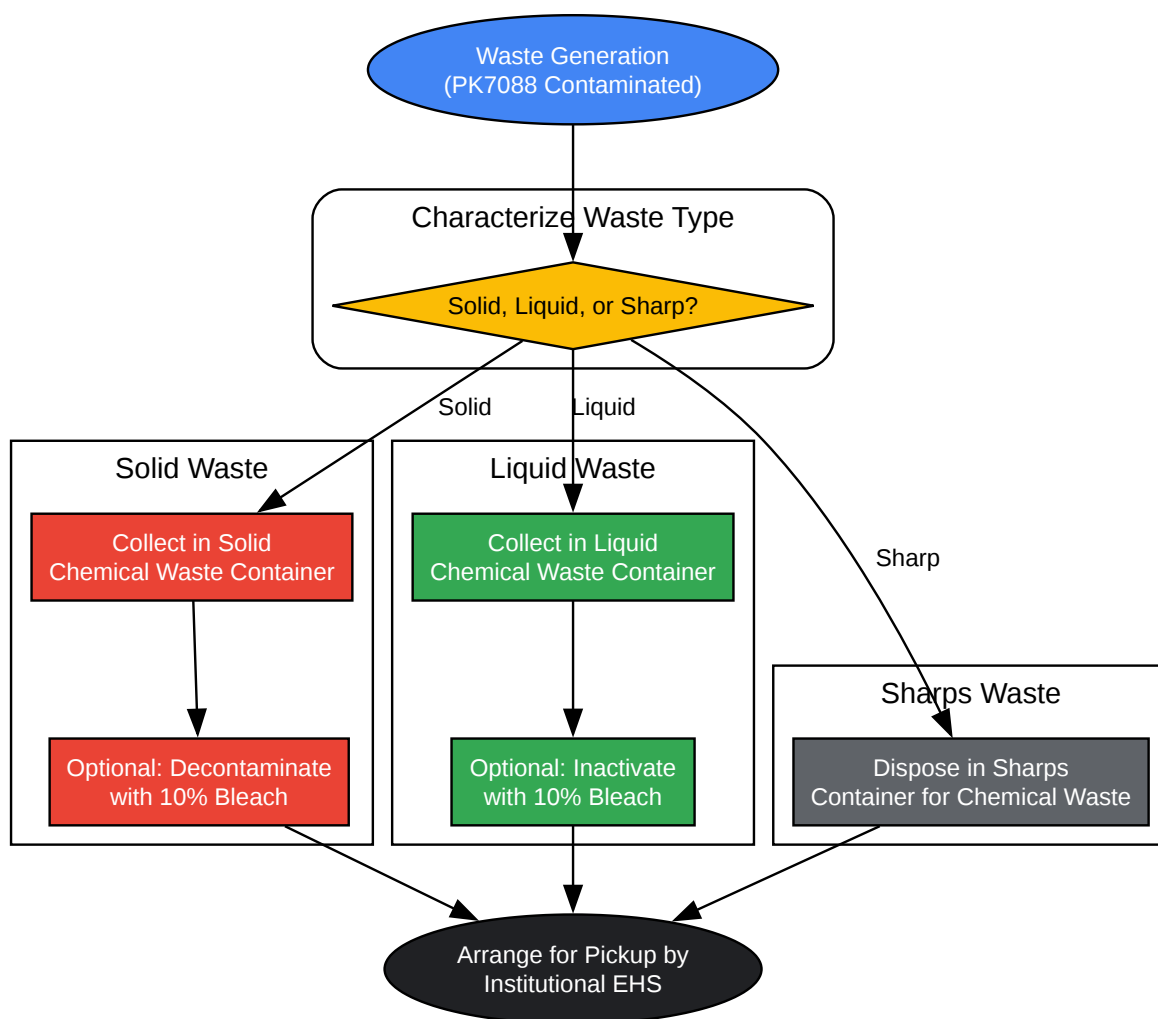 Waste Generation
(PK7088 Contaminated)
Characterize Waste Type
Solid, Liquid, or Sharp?
Solid
Liquid
Sharp
Solid Waste
Collect in Solid
Chemical Waste Container
Optional: Decontaminate
with 10% Bleach
Liquid Waste
Collect in Liquid
Chemical Waste Container
Optional: Inactivate
with 10% Bleach
Sharps Waste
Dispose in Sharps
Container for Chemical Waste
Arrange for Pickup by
Institutional EHS